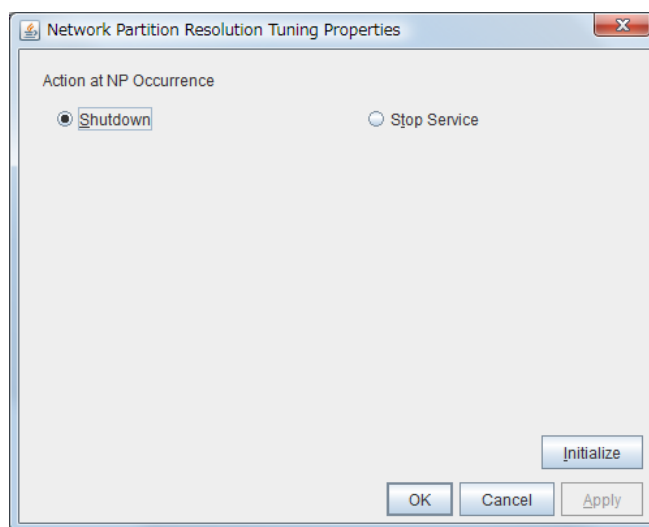 Network Partition Resolution Tuning Properties
Action at NP Occurrence
Shutdown Stop Service
Initialize
OK Cancel Apply